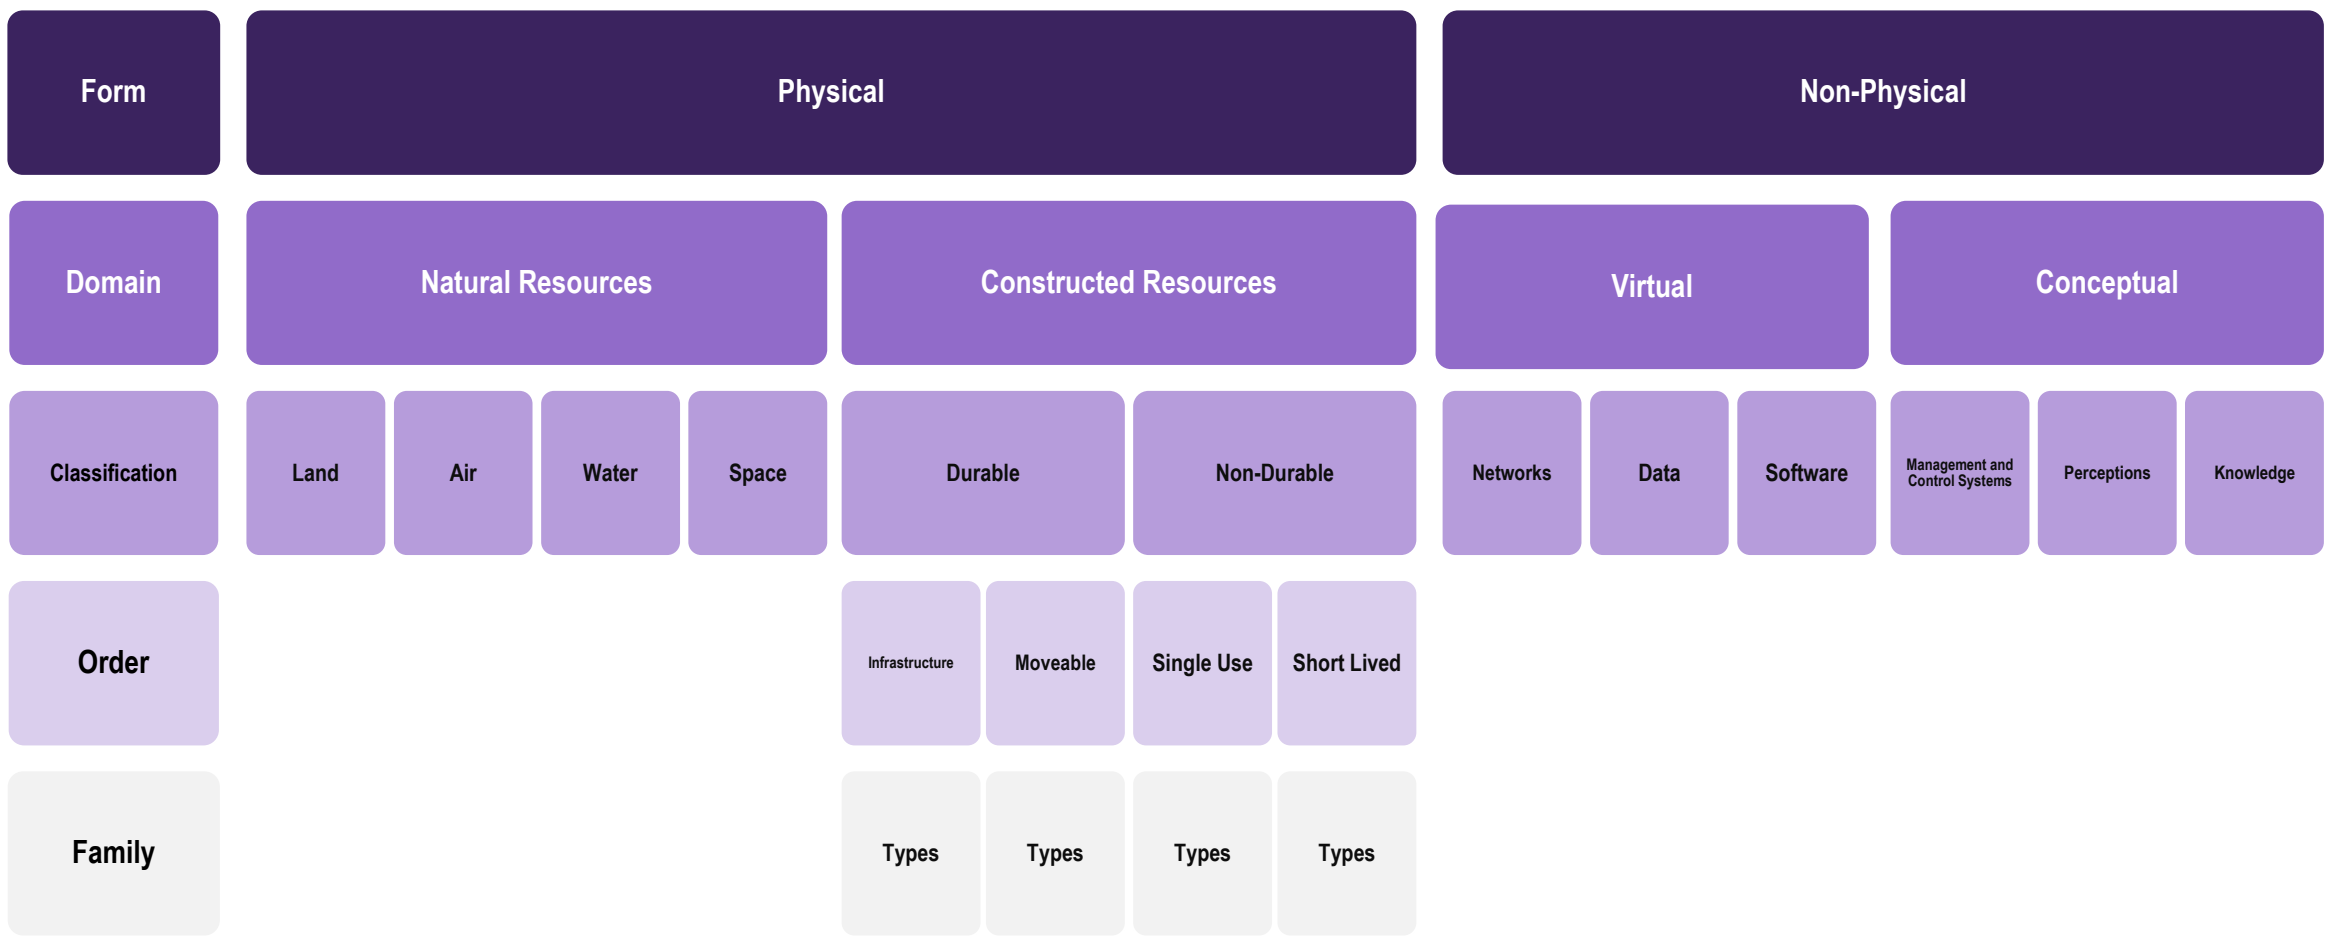 Form
Physical
Non-Physical
Domain
Natural Resources
Constructed Resources
Virtual
Conceptual
Classification
Land
Air
Water
Space
Durable
Non-Durable
Networks
Data
Software
Management and
Control Systems
Perceptions
Knowledge
Order
Infrastructure
Moveable
Single Use
Short Lived
Family
Types
Types
Types
Types